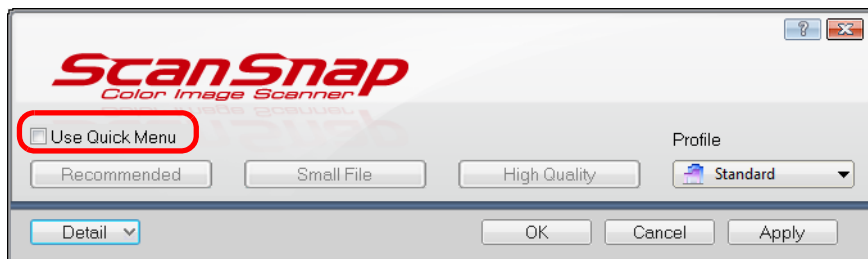 ?
ScanSnap
Color Image Scanner
Use Quick Menu
Profile
Recommended Small File High Quality Standard
Detail OK Cancel Apply